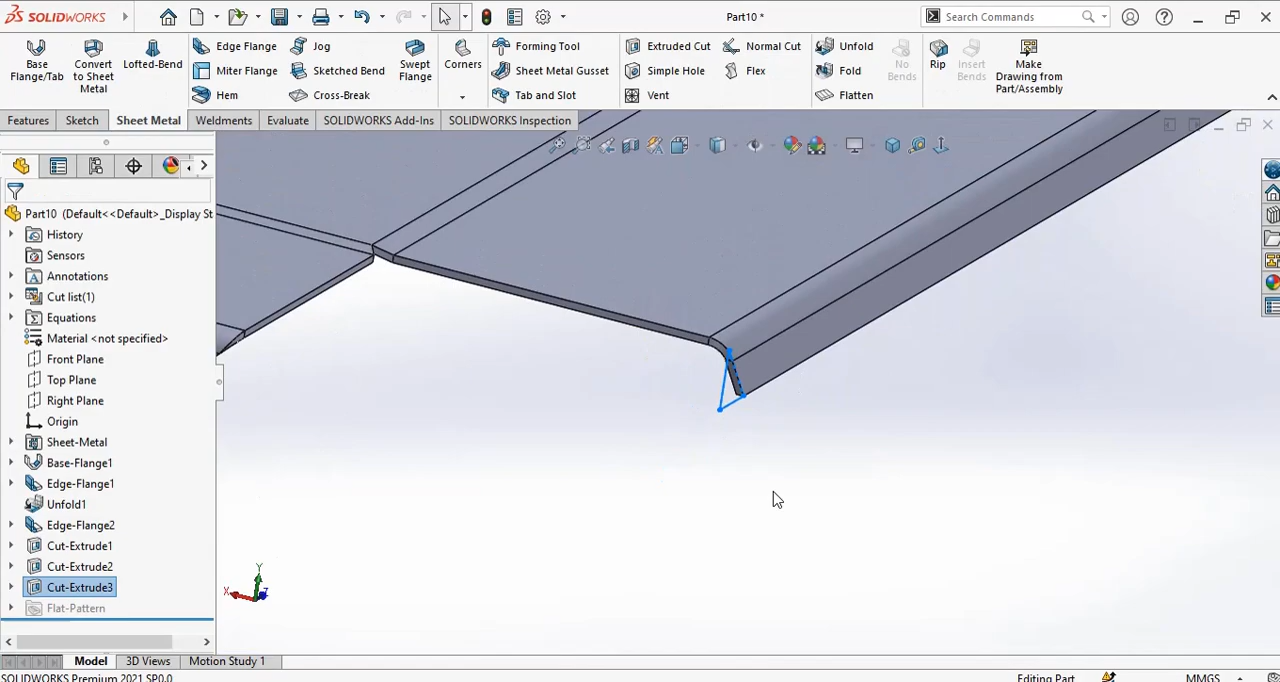 SOLIDWORKS
Part10 *
Search Commands
Base Flange/Tab
Convert to Sheet Metal
Lofted-Bend
Edge Flange
Miter Flange
Hem
Jog
Sketched Bend
Cross-Break
Swept Flange
Corners
Forming Tool
Sheet Metal Gusset
Tab and Slot
Extruded Cut
Simple Hole
Vent
Normal Cut
Flex
Unfold
Fold
Flatten
No Bends
Rip
Insert Bends
Make Drawing from Part/Assembly
Features
Sketch
Sheet Metal
Weldments
Evaluate
SOLIDWORKS Add-Ins
SOLIDWORKS Inspection
Part10 (Default<<Default>_Display St
History
Sensors
Annotations
Cut list(1)
Equations
Material <not specified>
Front Plane
Top Plane
Right Plane
Origin
Sheet-Metal
Base-Flange1
Edge-Flange1
Unfold1
Edge-Flange2
Cut-Extrude1
Cut-Extrude2
Cut-Extrude3
Flat-Pattern
Y
X
Z
Model
3D Views
Motion Study 1
SOLIDWORKS Premium 2021 SP0.0
Editing Part
MMGS